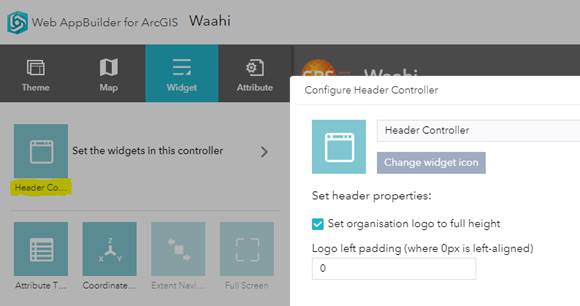 Web AppBuilder for ArcGIS Waahi
Theme Map Widget Attribute
Waahi
Set the widgets in this controller
Header Co...
Attribute T... Coordinate... Extent Navi... Full Screen
Configure Header Controller
Header Controller
Change widget icon
Set header properties:
Set organisation logo to full height
Logo left padding (where 0px is left-aligned)
0